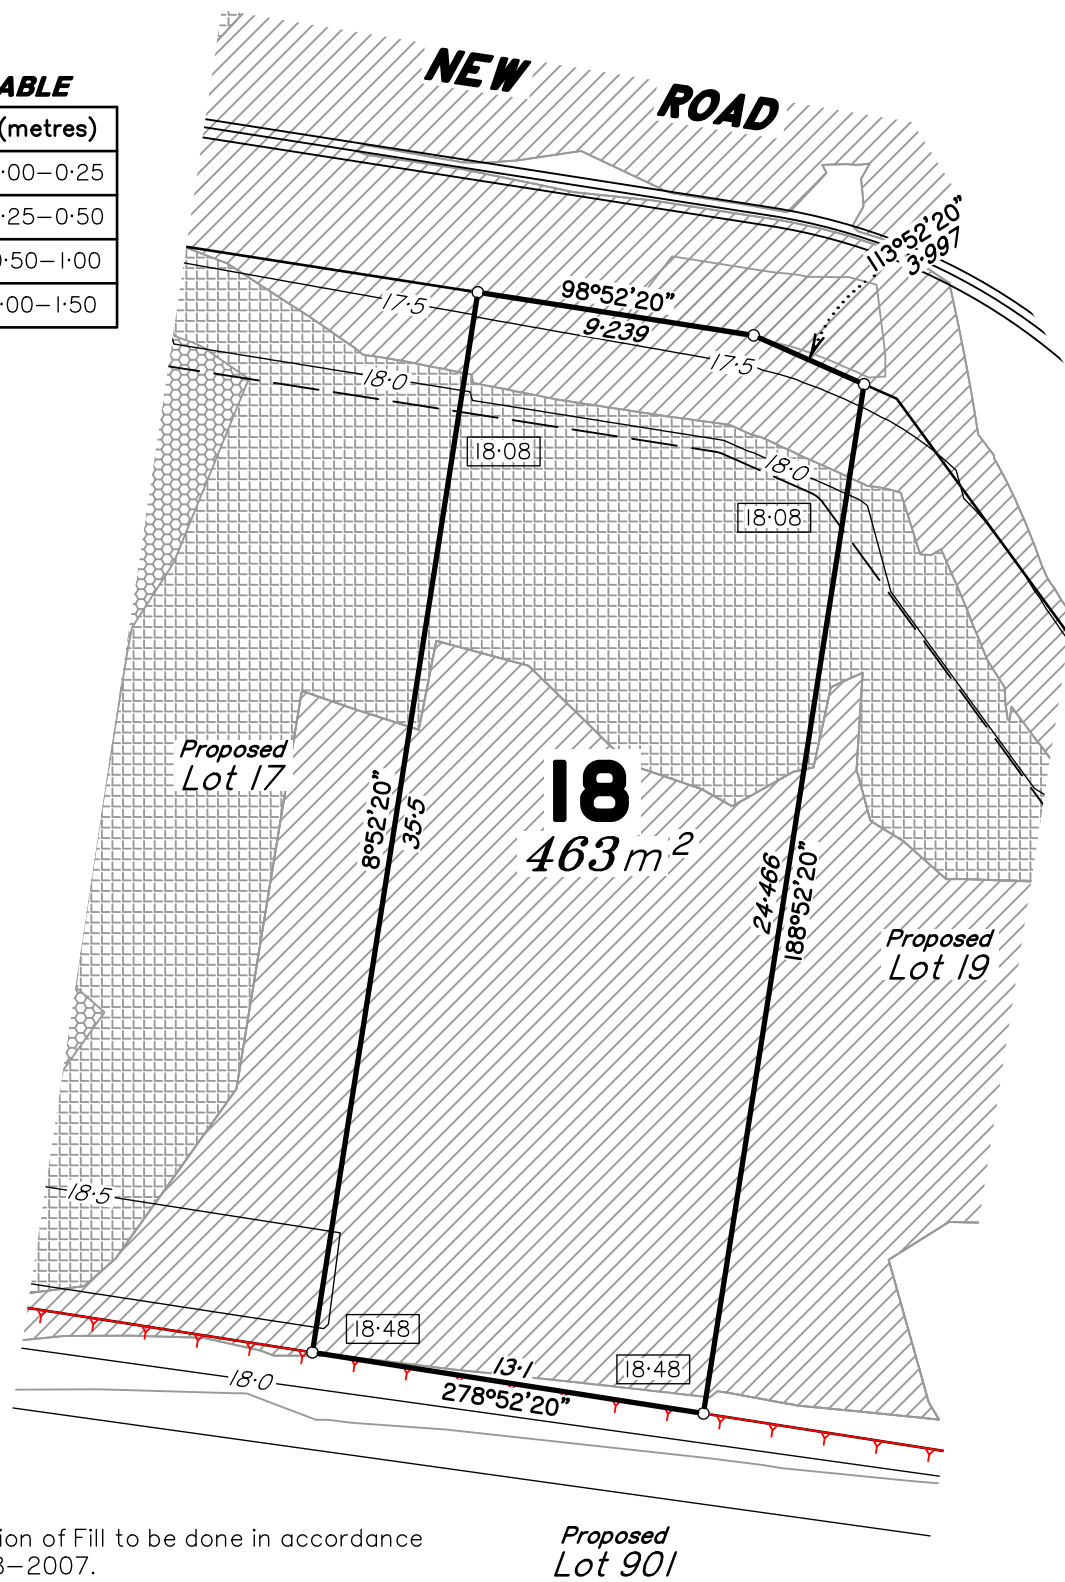 NEW ROAD
ABLE
(metres)
·00-0·25
·25-0·50
0·50-1·00
·00-1·50
113°52'20"
3·997
98°52'20"
9·239
17·5
17·5
18·0
18·0
18·08
18·08
Proposed
Lot 17
8°52'20"
35·5
18
463 m²
24·466
188°52'20"
Proposed
Lot 19
18·5
18·48
18·48
13·1
278°52'20"
18·0
ion of Fill to be done in accordance
-2007.
Proposed
Lot 901